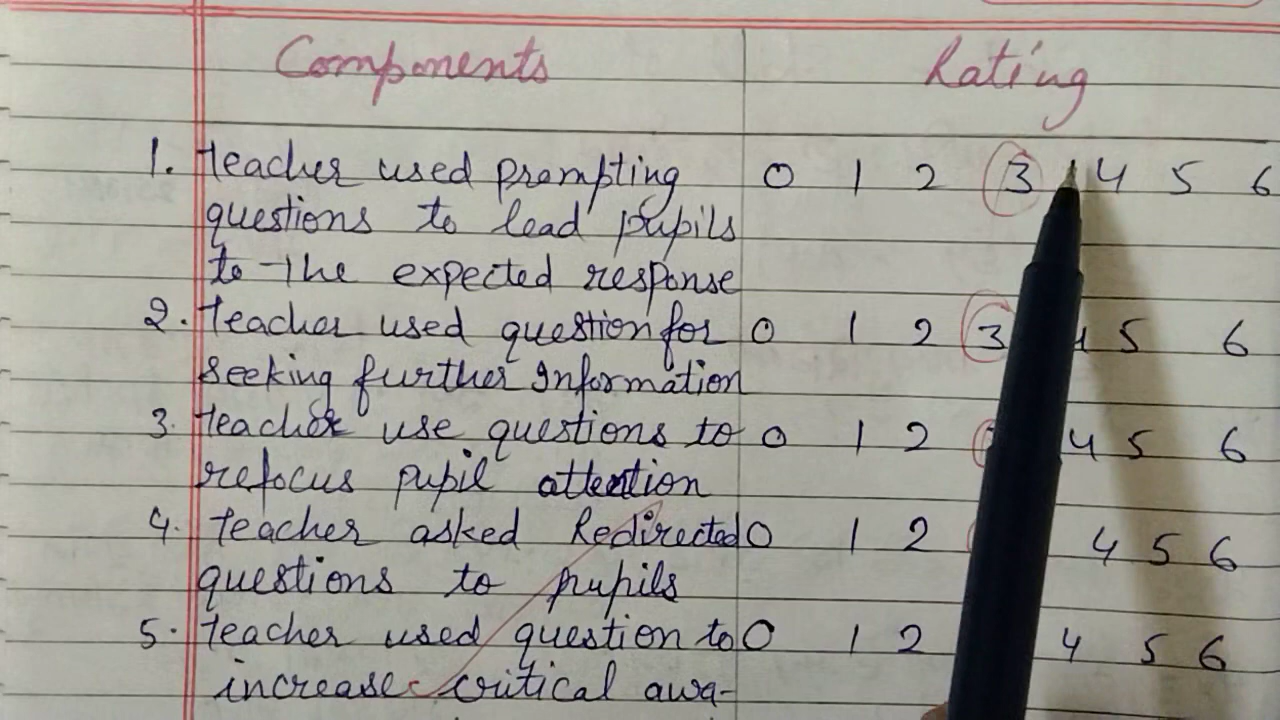 Components Rating
1. teacher used prompting 0 1 2 3 4 5 6
questions to lead pupils
to the expected response
2. teacher used question for 0 1 2 3 4 5 6
seeking further Information
3. teacher use questions to 0 1 2 4 5 6
refocus pupil attention
4. teacher asked Redirected 0 1 2 4 5 6
questions to pupils
5. teacher used question to 0 1 2 4 5 6
increase critical awa-